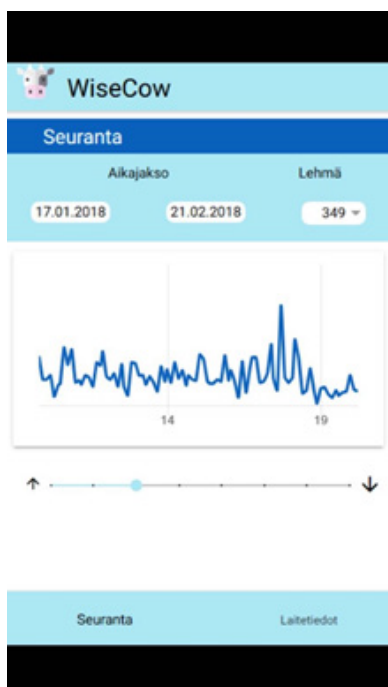 WiseCow
Seuranta
Aikajakso Lehmä
17.01.2018 21.02.2018 349
14 19
Seuranta Laitetiedot